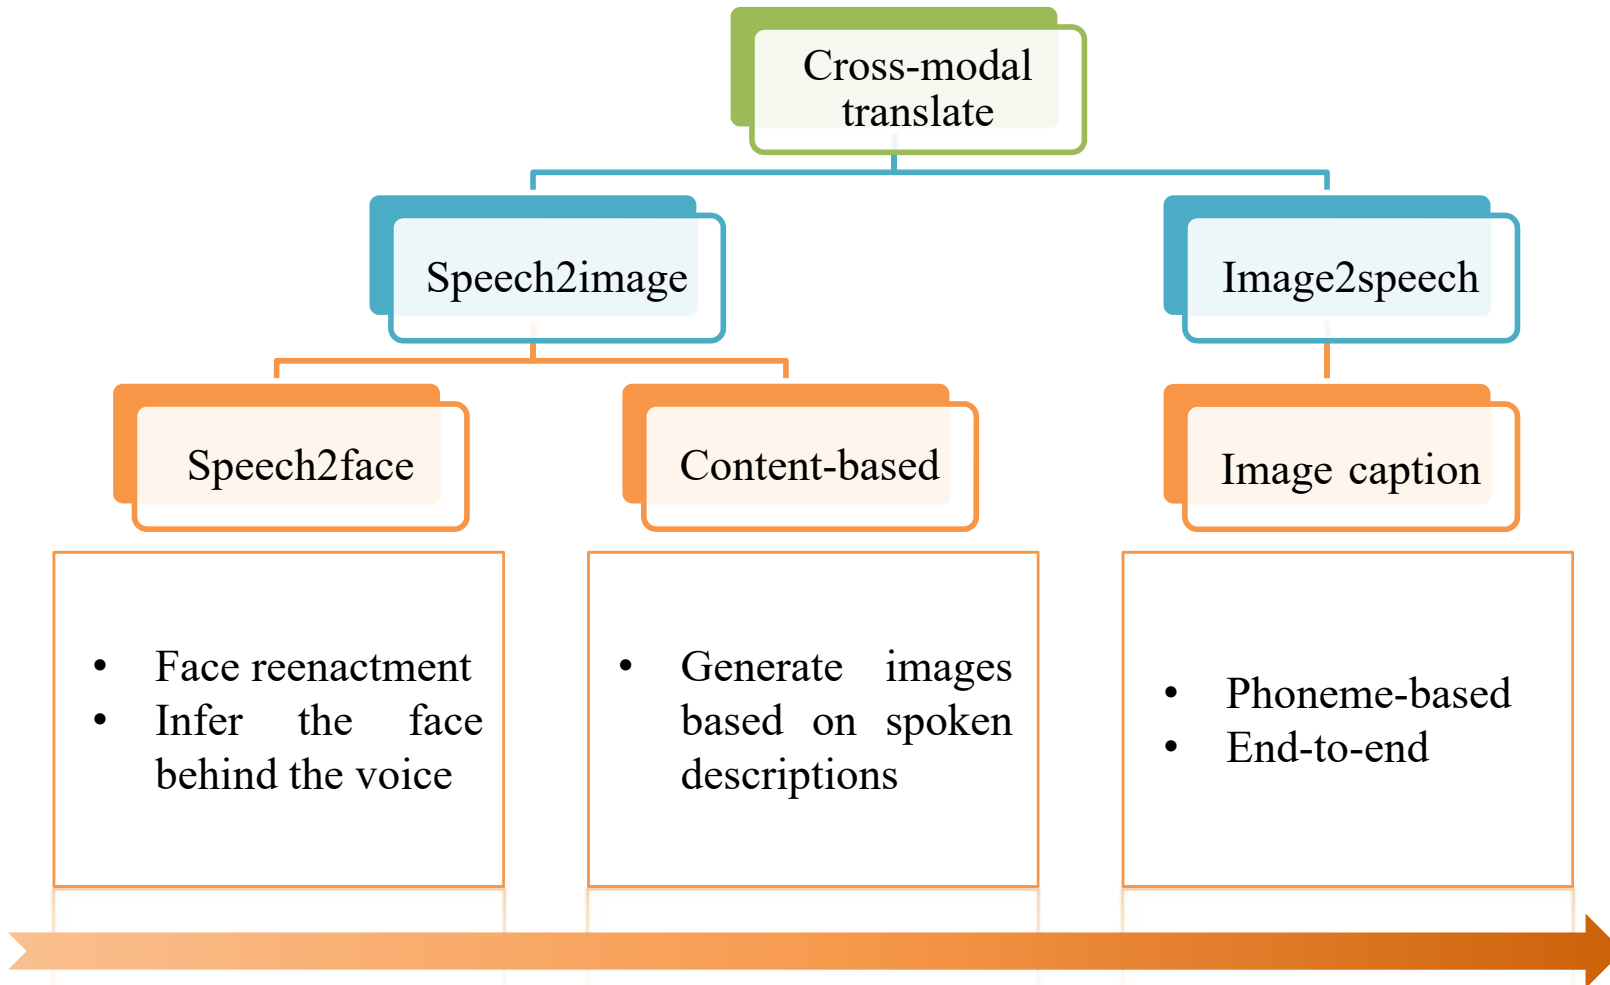 Cross-modal
translate
Speech2image
Image2speech
Speech2face
Content-based
Image caption
• Face reenactment
• Infer the face
behind the voice
• Generate images
based on spoken
descriptions
• Phoneme-based
• End-to-end